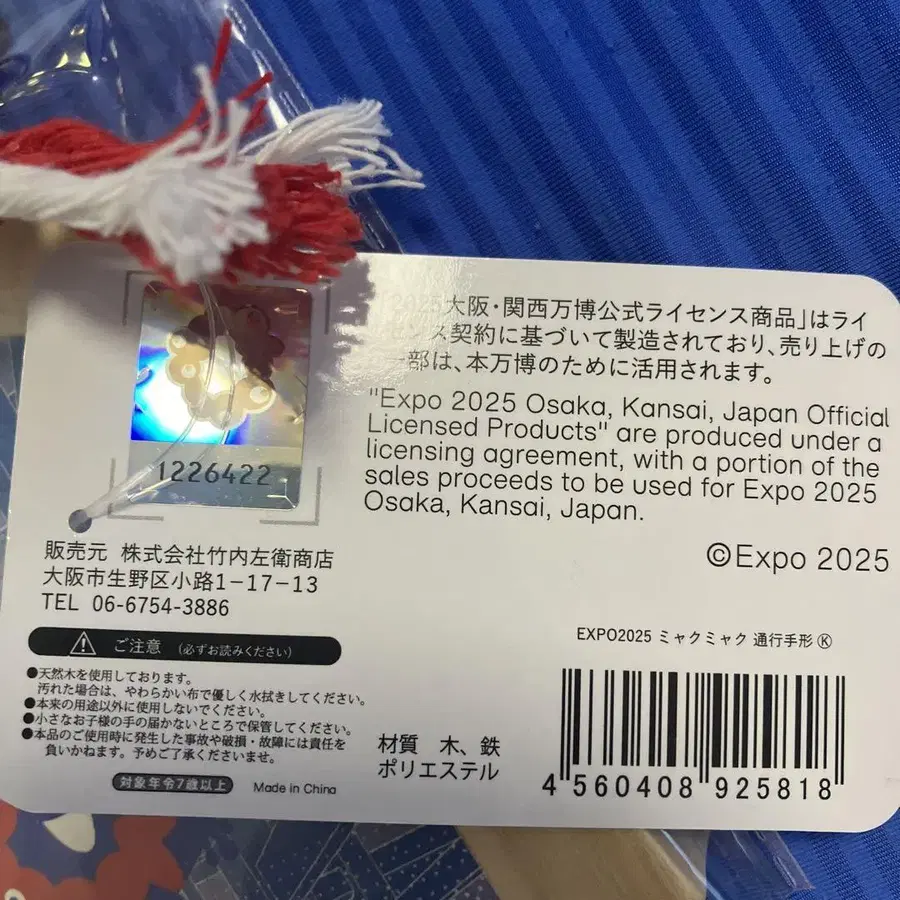 「2025大阪・関西万博公式ライセンス商品」はライ
センス契約に基づいて製造されており、売り上げの
一部は、本万博のために活用されます。
"Expo 2025 Osaka, Kansai, Japan Official
Licensed Products" are produced under a
licensing agreement, with a portion of the
sales proceeds to be used for Expo 2025
Osaka, Kansai, Japan.
©Expo 2025
1226422
販売元 株式会社竹内左衛商店
大阪市生野区小路1-17-13
TEL 06-6754-3886
ご注意 (必ずお読みください)
●天然木を使用しております。
汚れた場合は、やわらかい布で優しく水拭きしてください。
●本来の用途以外に使用しないでください。
●小さなお子様の手の届かないところで保管してください。
●本品のご使用時に発生した事故や破損・故障には責任を
負いかねます。予めご了承くださいませ。
対象年令7歳以上
Made in China
材質 木、鉄
ポリエステル
EXPO2025 ミャクミャク 通行手形 Ⓚ
4 560408 925818